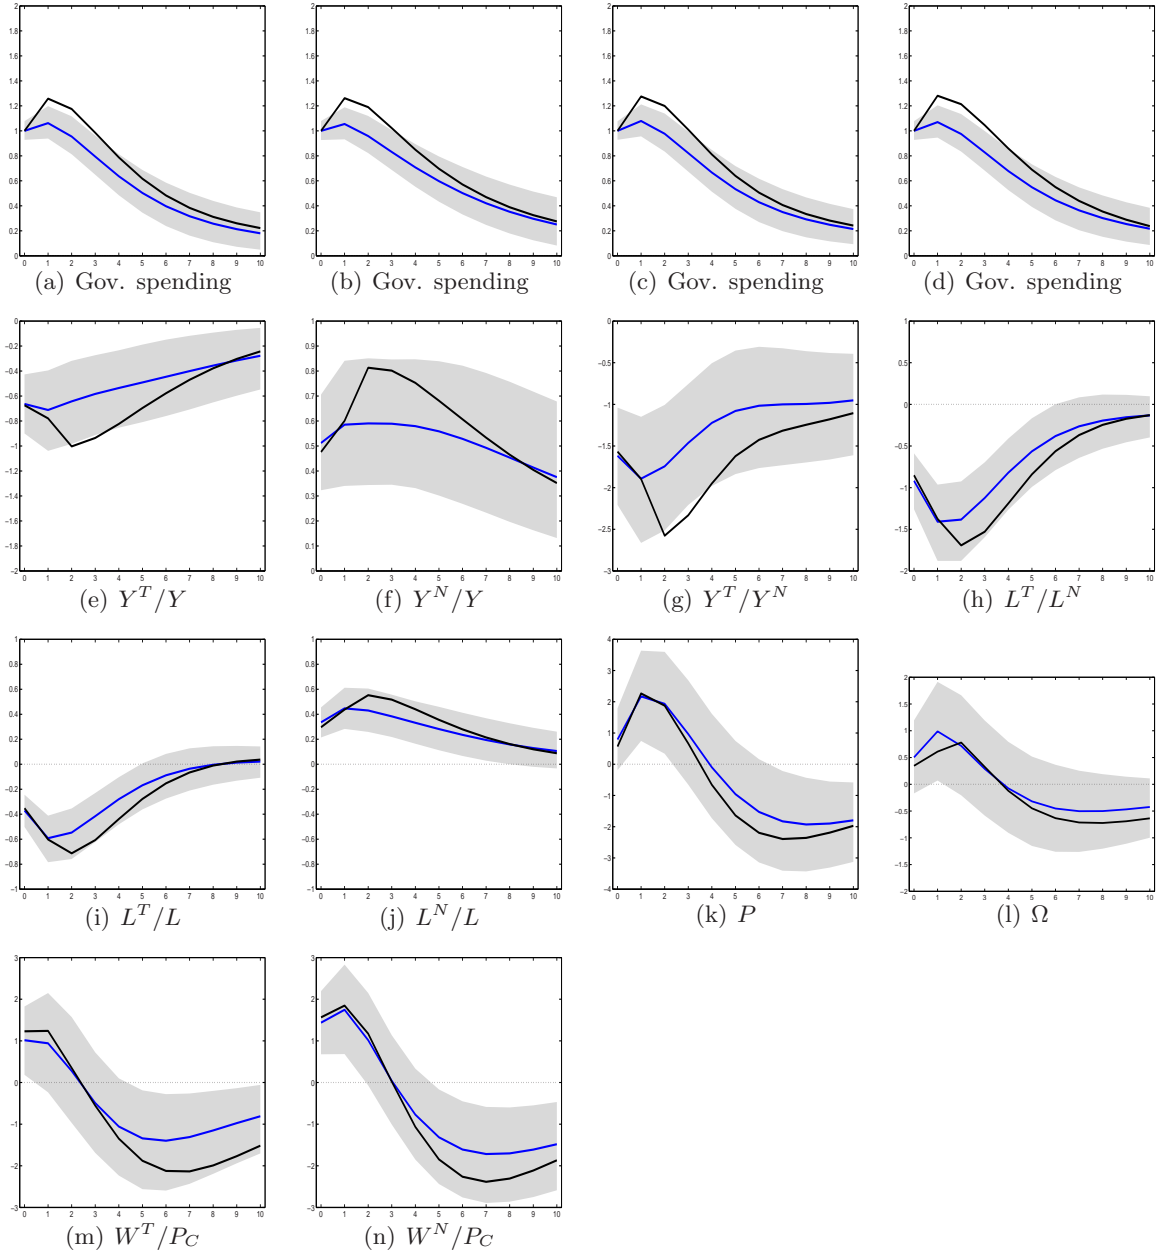 (a) Gov. spending (b) Gov. spending (c) Gov. spending (d) Gov. spending
(e) Y^T/Y (f) Y^N/Y (g) Y^T/Y^N (h) L^T/L^N
(i) L^T/L (j) L^N/L (k) P (l) Ω
(m) W^T/P_C (n) W^N/P_C